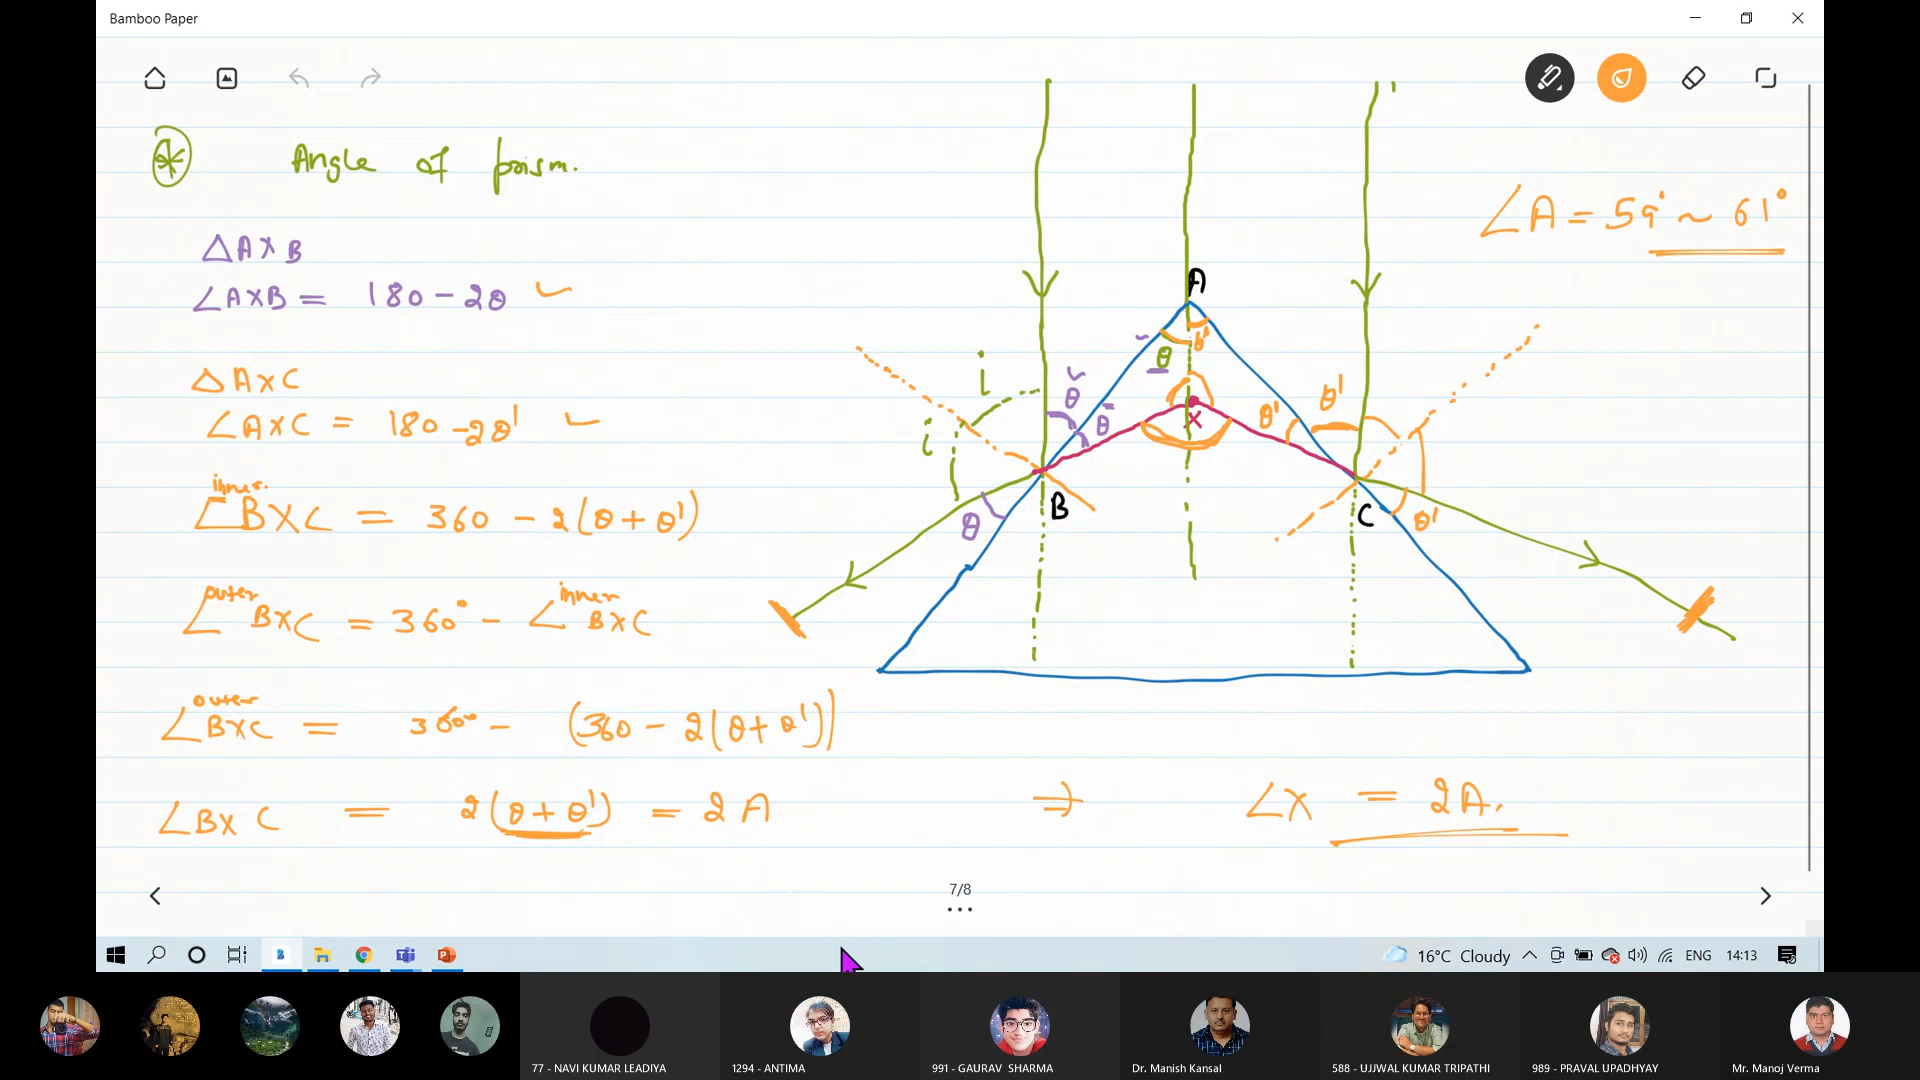 Bamboo Paper
Angle of prism.
△AXB
∠AXB = 180 - 2θ
△AXC
∠AXC = 180 - 2θ'
inner
∠BXC = 360 - 2(θ + θ')
outer inner
∠BXC = 360° - ∠BXC
outer
∠BXC = 360° - (360 - 2(θ + θ'))
∠BXC = 2(θ + θ') = 2A
⇒ ∠X = 2A.
∠A = 59° ~ 61°
A
θ θ'
i θ θ X θ' θ'
i
B C
θ θ'
7/8
16°C Cloudy ENG 14:13
77 - NAVI KUMAR LEADIYA
1294 - ANTIMA
991 - GAURAV SHARMA
Dr. Manish Kansal
588 - UJJWAL KUMAR TRIPATHI
989 - PRAVAL UPADHYAY
Mr. Manoj Verma